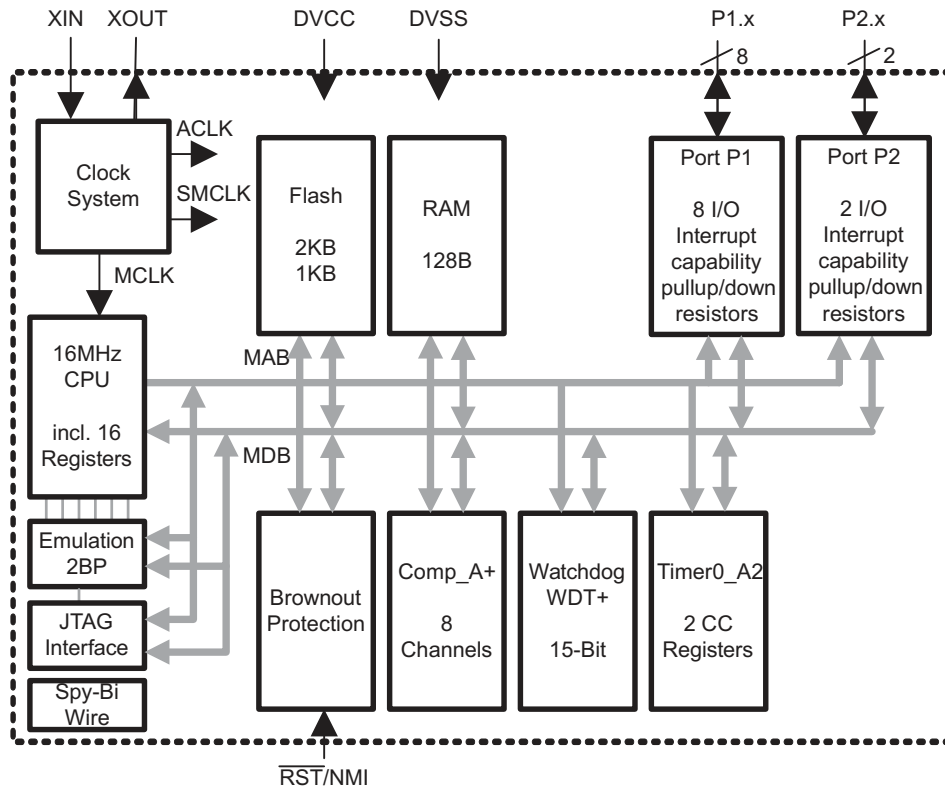 XIN XOUT DVCC DVSS P1.x P2.x
8 2
Clock
System
ACLK
SMCLK
MCLK
Flash
2KB
1KB
RAM
128B
Port P1
8 I/O
Interrupt
capability
pullup/down
resistors
Port P2
2 I/O
Interrupt
capability
pullup/down
resistors
16MHz
CPU
incl. 16
Registers
MAB
MDB
Emulation
2BP
JTAG
Interface
Spy-Bi
Wire
Brownout
Protection
Comp_A+
8
Channels
Watchdog
WDT+
15-Bit
Timer0_A2
2 CC
Registers
RST/NMI